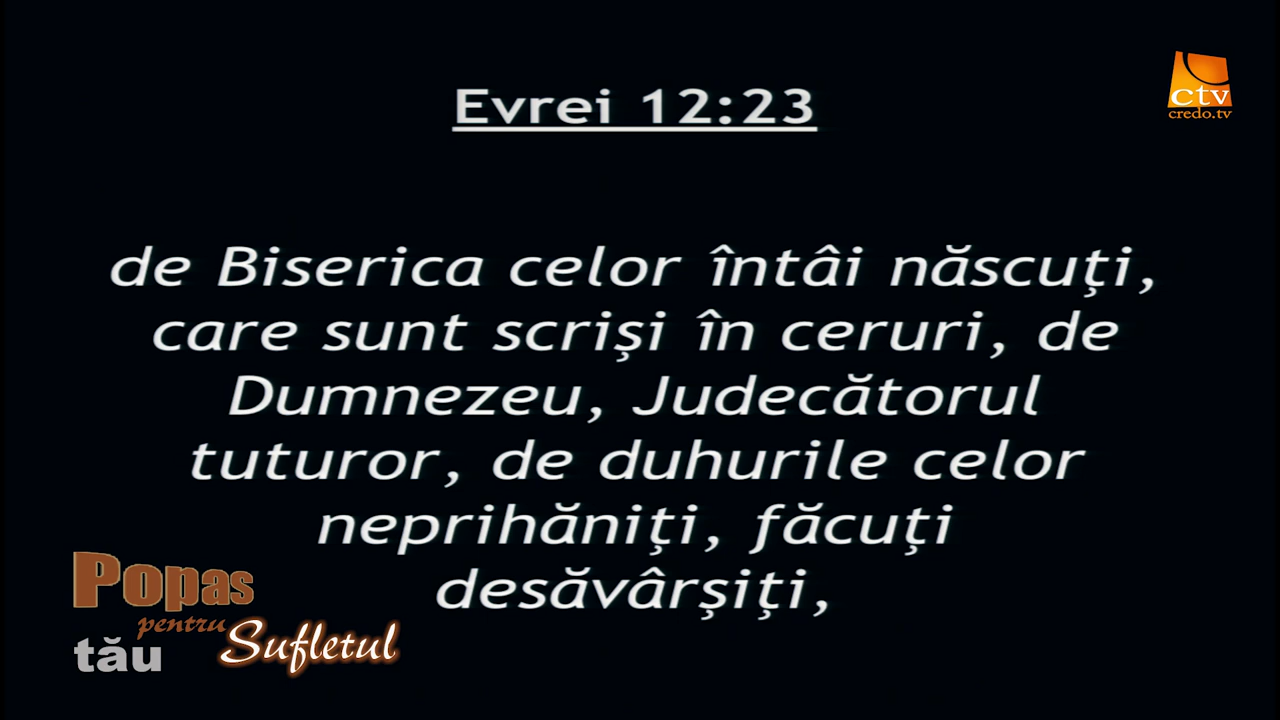 Evrei 12:23
ctv
credo.tv
de Biserica celor întâi născuţi,
care sunt scrişi în ceruri, de
Dumnezeu, Judecătorul
tuturor, de duhurile celor
neprihăniţi, făcuţi
desăvârşiţi,
Popas
pentru Sufletul
tău